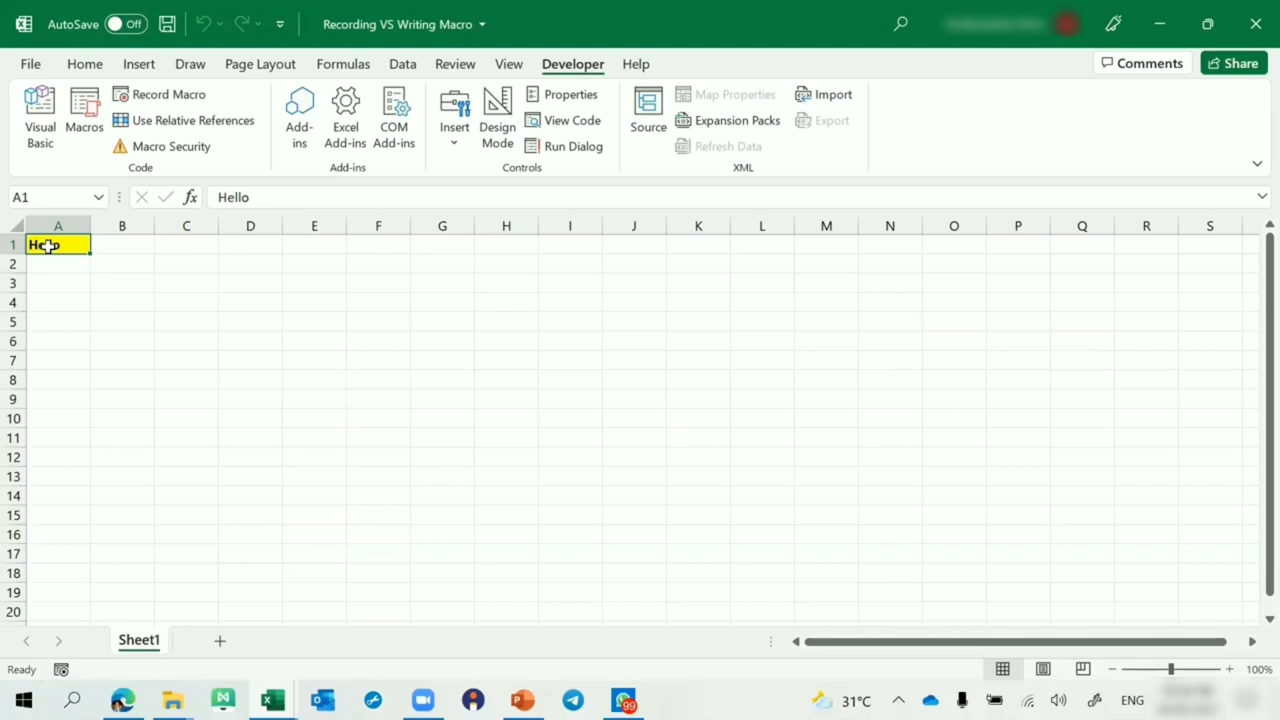 AutoSave Off Recording VS Writing Macro
File Home Insert Draw Page Layout Formulas Data Review View Developer Help Comments Share
Visual Basic
Macros
Record Macro
Use Relative References
Macro Security
Code
Add-ins
Excel Add-ins
COM Add-ins
Add-ins
Insert
Design Mode
Properties
View Code
Run Dialog
Controls
Source
Map Properties
Expansion Packs
Refresh Data
Import
Export
XML
A1 fx Hello
A B C D E F G H I J K L M N O P Q R S
1 Hello
2
3
4
5
6
7
8
9
10
11
12
13
14
15
16
17
18
19
20
Sheet1
Ready 100%
99 31°C ENG